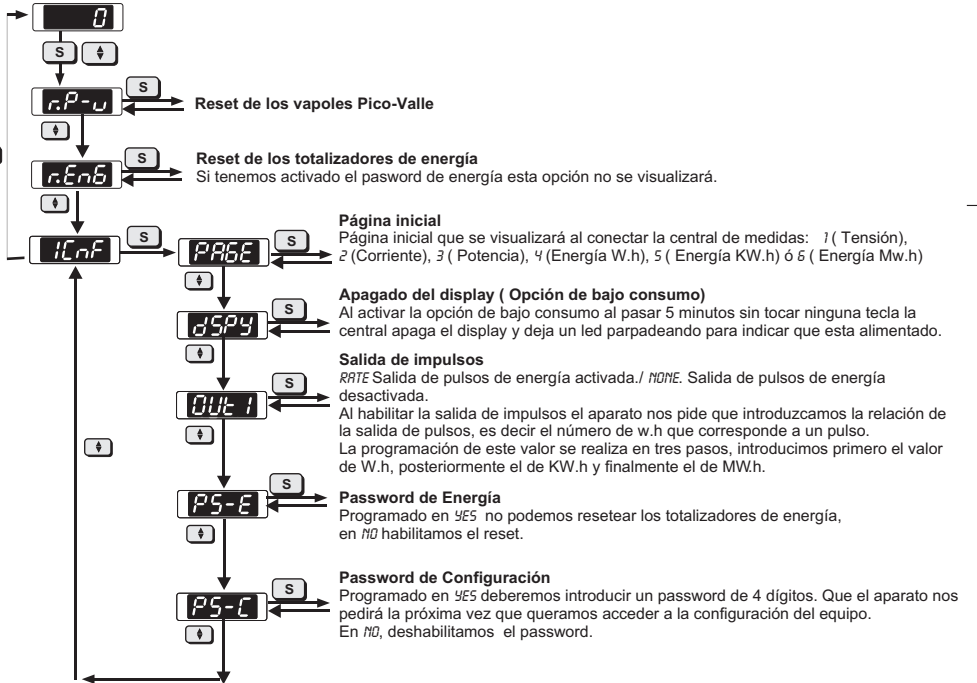 0
S
r.P-u
S
Reset de los vapoles Pico-Valle
r.En6
S
Reset de los totalizadores de energía
Si tenemos activado el pasword de energía esta opción no se visualizará.
1CnF
S
PA6E
S
Página inicial
Página inicial que se visualizará al conectar la central de medidas: 1 ( Tensión),
2 (Corriente), 3 ( Potencia), 4 (Energía W.h), 5 ( Energía KW.h) ó 6 ( Energía Mw.h)
dSPY
S
Apagado del display ( Opción de bajo consumo)
Al activar la opción de bajo consumo al pasar 5 minutos sin tocar ninguna tecla la
central apaga el display y deja un led parpadeando para indicar que esta alimentado.
OUt 1
S
Salida de impulsos
RATE Salida de pulsos de energía activada./ NONE. Salida de pulsos de energía
desactivada.
Al habilitar la salida de impulsos el aparato nos pide que introduzcamos la relación de
la salida de pulsos, es decir el número de w.h que corresponde a un pulso.
La programación de este valor se realiza en tres pasos, introducimos primero el valor
de W.h, posteriormente el de KW.h y finalmente el de MW.h.
PS-E
S
Password de Energía
Programado en YES no podemos resetear los totalizadores de energía,
en NO habilitamos el reset.
PS-C
S
Password de Configuración
Programado en YES deberemos introducir un password de 4 dígitos. Que el aparato nos
pedirá la próxima vez que queramos acceder a la configuración del equipo.
En NO, deshabilitamos el password.